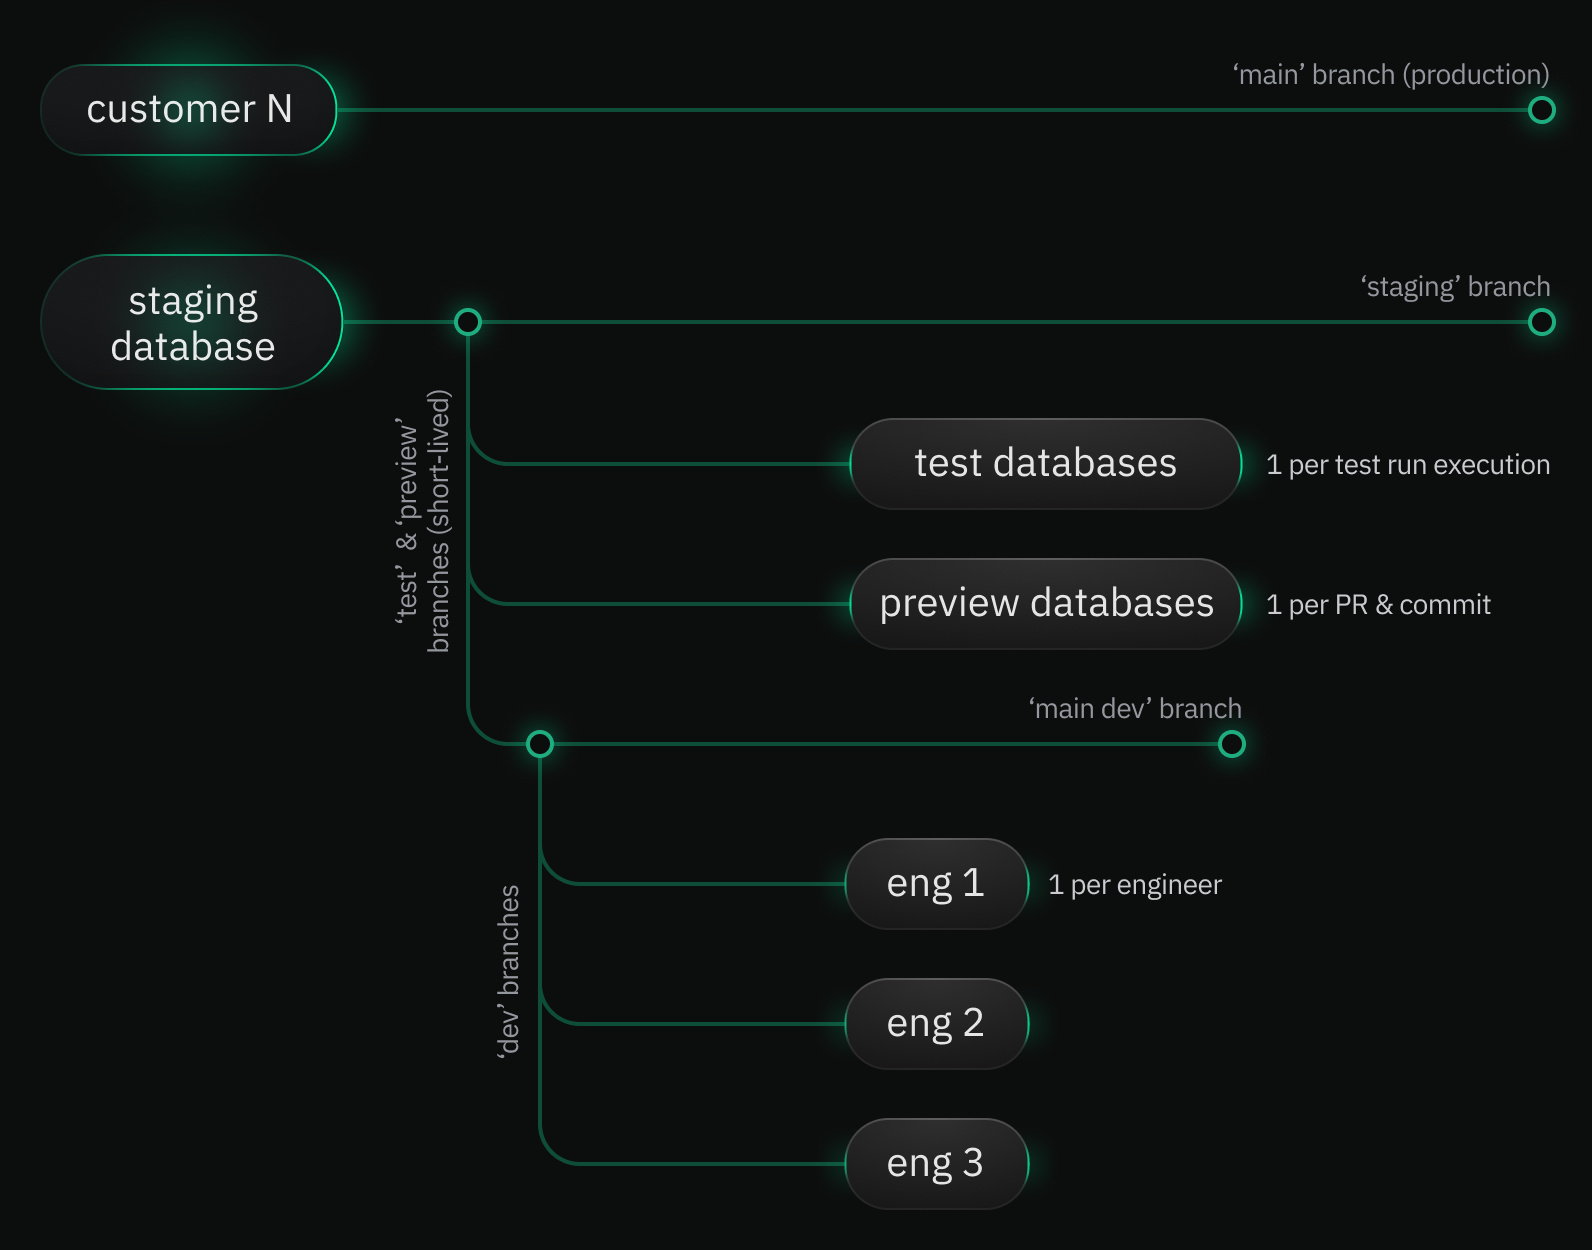 ‘main’ branch (production)
customer N
‘staging’ branch
staging
database
‘test’ & ‘preview’
branches (short-lived)
test databases
1 per test run execution
preview databases
1 per PR & commit
‘main dev’ branch
‘dev’ branches
eng 1
1 per engineer
eng 2
eng 3